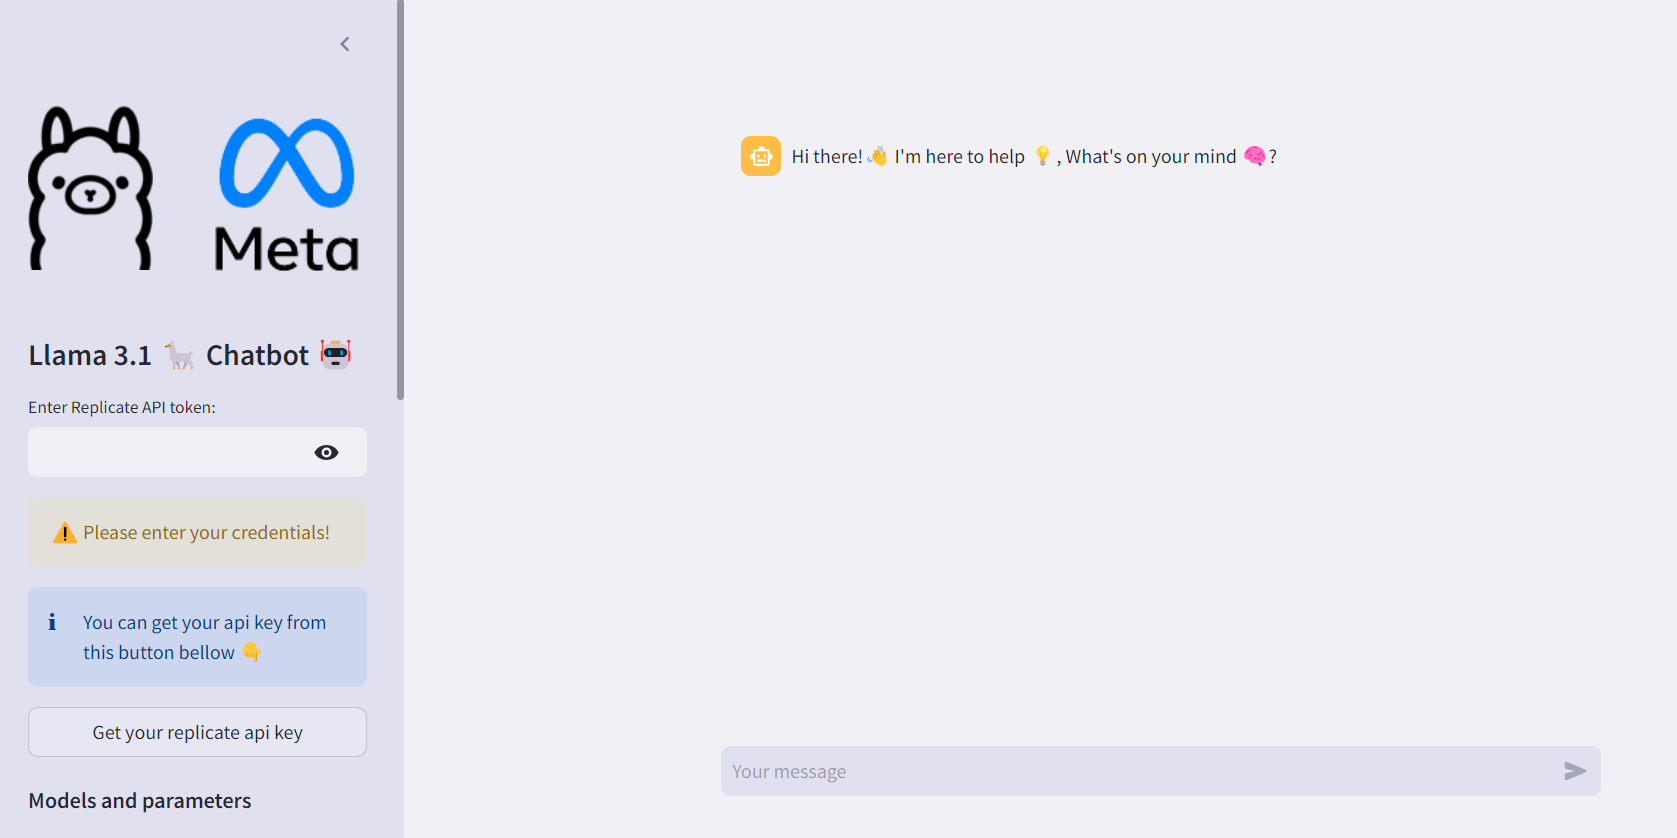 Meta
Llama 3.1 🦙 Chatbot 🤖
Enter Replicate API token:
⚠️ Please enter your credentials!
ℹ You can get your api key from
this button bellow 👇
Get your replicate api key
Models and parameters
Hi there! 👋 I'm here to help 💡 , What's on your mind 🧠 ?
Your message